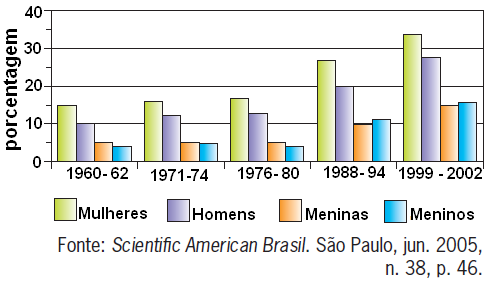 porcentagem
40
30
20
10
0
1960-62 1971-74 1976-80 1988-94 1999-2002
Mulheres Homens Meninas Meninos
Fonte: Scientific American Brasil. São Paulo, jun. 2005,
n. 38, p. 46.